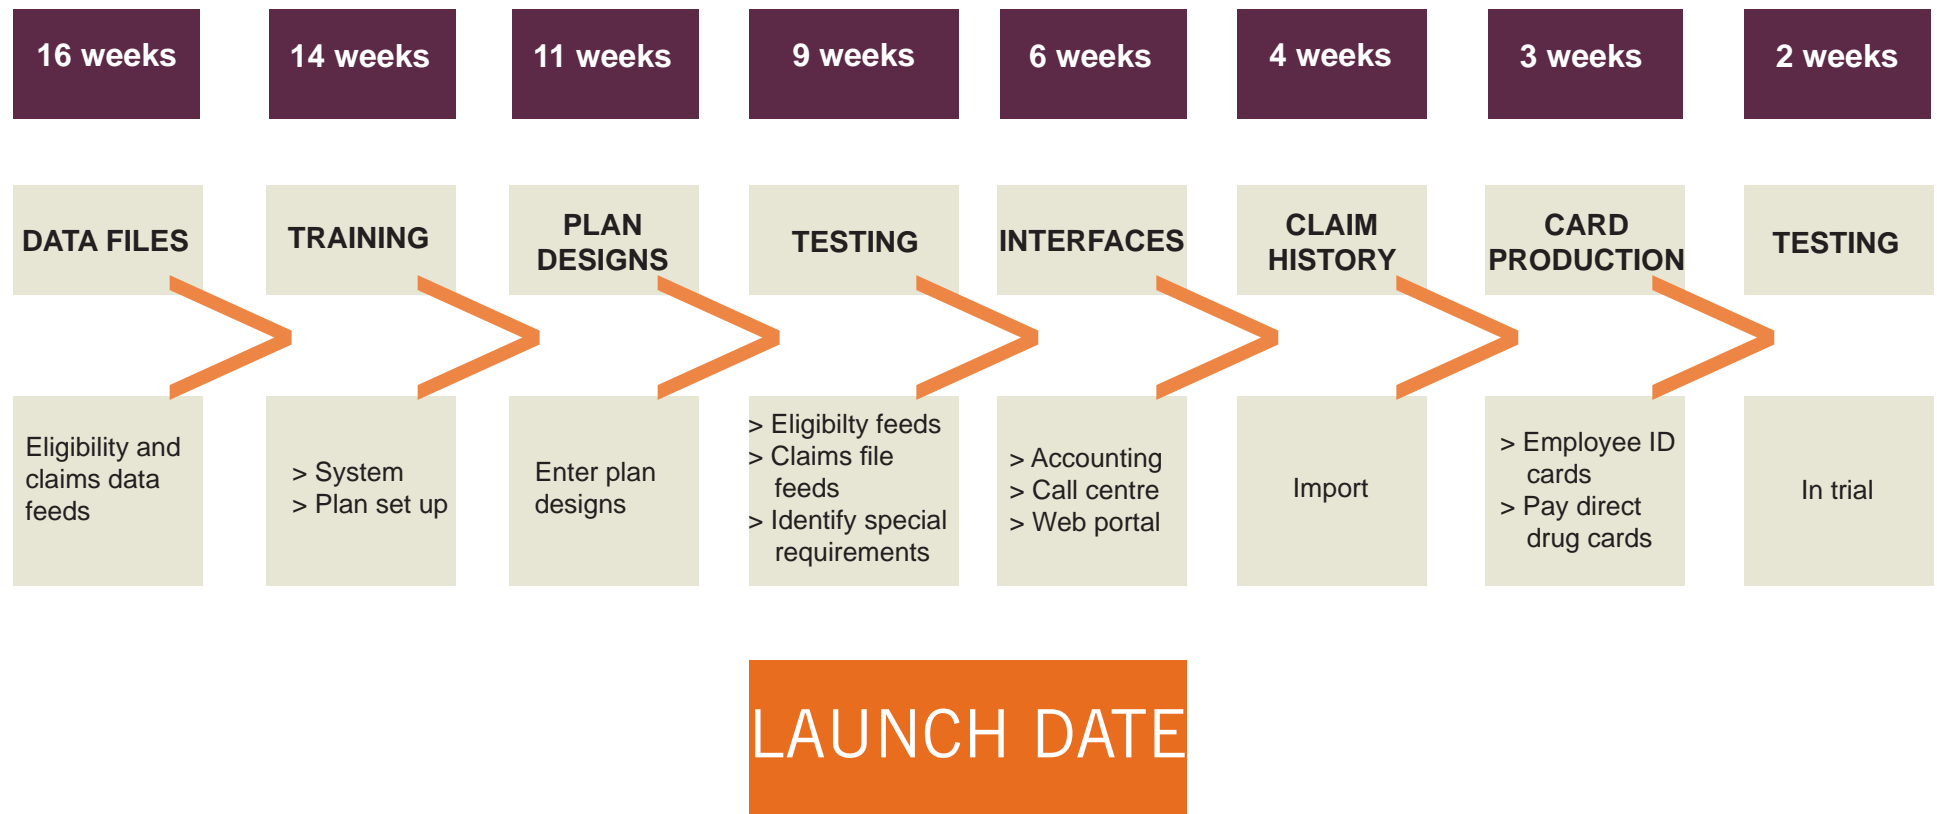 16 weeks
14 weeks
11 weeks
9 weeks
6 weeks
4 weeks
3 weeks
2 weeks
DATA FILES
TRAINING
PLAN
DESIGNS
TESTING
INTERFACES
CLAIM
HISTORY
CARD
PRODUCTION
TESTING
Eligibility and
claims data
feeds
> System
> Plan set up
Enter plan
designs
> Eligibilty feeds
> Claims file
feeds
> Identify special
requirements
> Accounting
> Call centre
> Web portal
Import
> Employee ID
cards
> Pay direct
drug cards
In trial
LAUNCH DATE